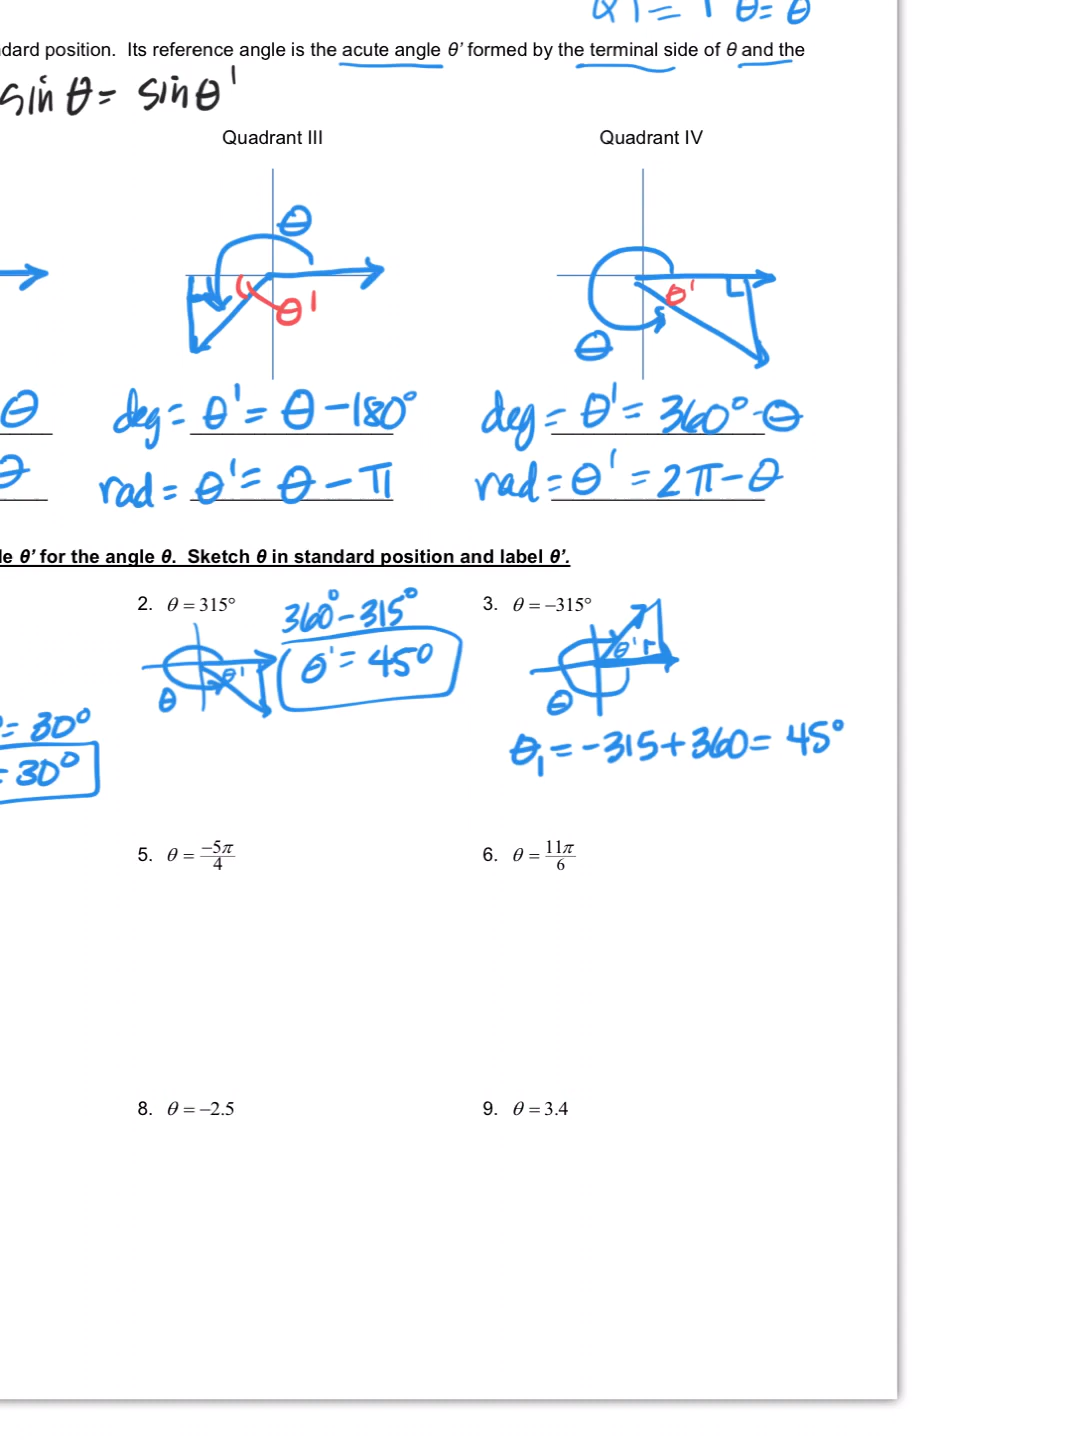 QI = θ' = θ
dard position. Its reference angle is the acute angle θ' formed by the terminal side of θ and the
sin θ = sin θ'
Quadrant III Quadrant IV
θ
θ'
θ'
θ
θ deg = θ' = θ - 180° deg = θ' = 360° - θ
θ rad = θ' = θ - π rad = θ' = 2π - θ
le θ' for the angle θ. Sketch θ in standard position and label θ'.
2. θ = 315° 360° - 315° 3. θ = -315°
θ' θ' = 45° θ'
θ θ
= 30° θ₁ = -315 + 360 = 45°
= 30°
5. θ = -5π/4 6. θ = 11π/6
8. θ = -2.5 9. θ = 3.4